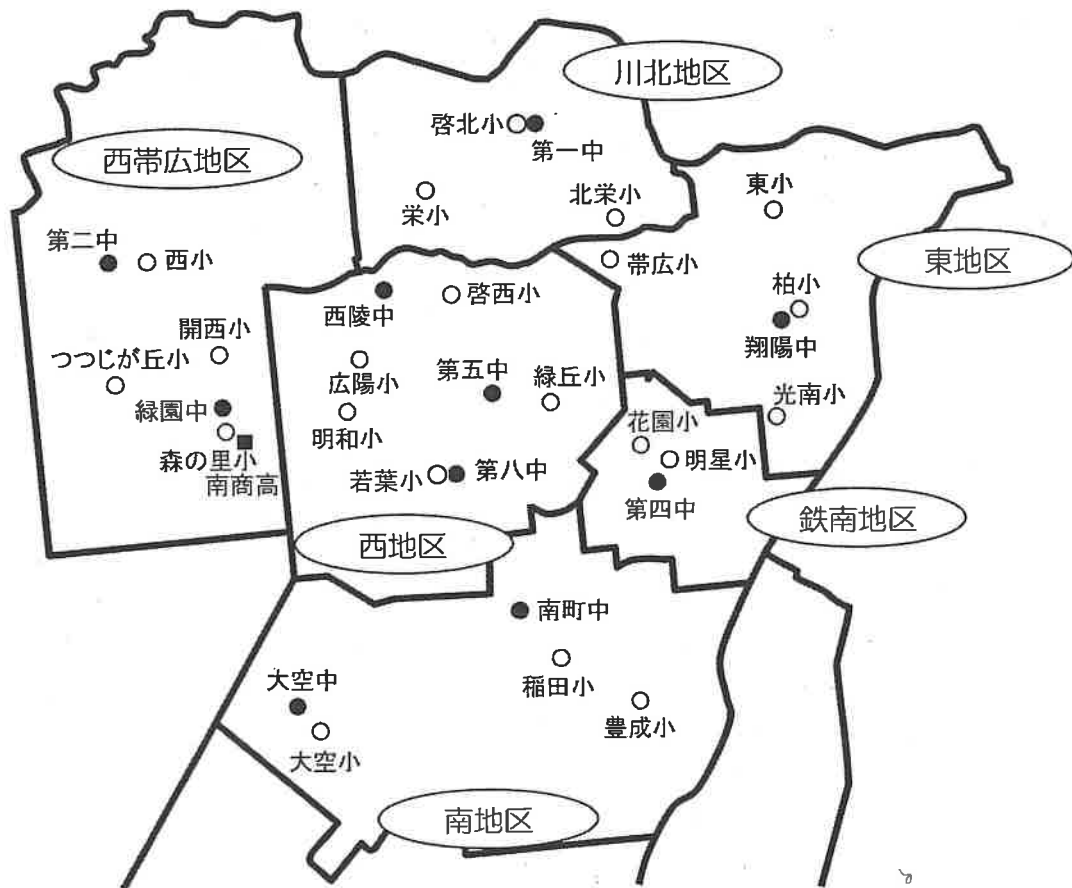 川北地区
啓北小
第一中
西帯広地区
栄小
北栄小
東小
第二中
西小
帯広小
東地区
開西小
西陵中
啓西小
柏小
翔陽中
つつじが丘小
広陽小
第五中
緑丘小
光南小
緑園中
明和小
花園小
森の里小
南商高
若葉小
第八中
明星小
第四中
西地区
鉄南地区
南町中
大空中
稲田小
豊成小
大空小
南地区